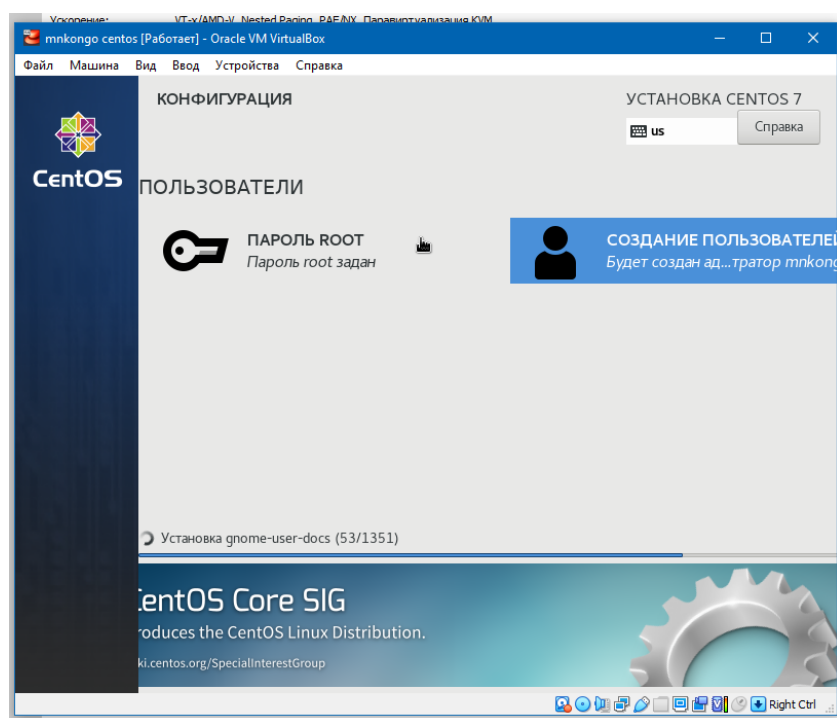 Ускорение: VT-x/AMD-V, Nested Paging, PAE/NX, Паравиртуализация KVM
mnkongo centos [Работает] - Oracle VM VirtualBox
Файл Машина Вид Ввод Устройства Справка
КОНФИГУРАЦИЯ
УСТАНОВКА CENTOS 7
us
Справка
CentOS
ПОЛЬЗОВАТЕЛИ
ПАРОЛЬ ROOT
Пароль root задан
СОЗДАНИЕ ПОЛЬЗОВАТЕЛЕЙ
Будет создан ад...тратор mnkong
Установка gnome-user-docs (53/1351)
CentOS Core SIG
roduces the CentOS Linux Distribution.
ki.centos.org/SpecialInterestGroup
Right Ctrl